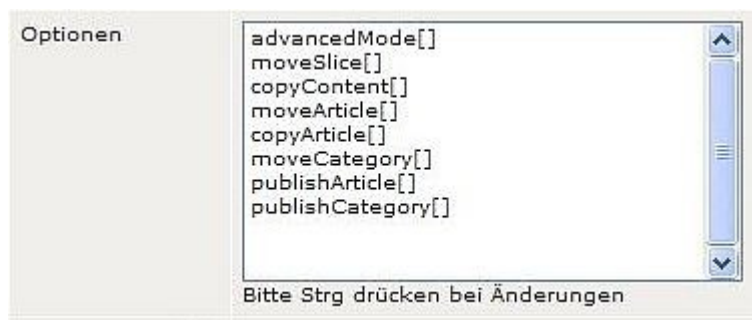 Optionen
advancedMode[]
moveSlice[]
copyContent[]
moveArticle[]
copyArticle[]
moveCategory[]
publishArticle[]
publishCategory[]
Bitte Strg drücken bei Änderungen